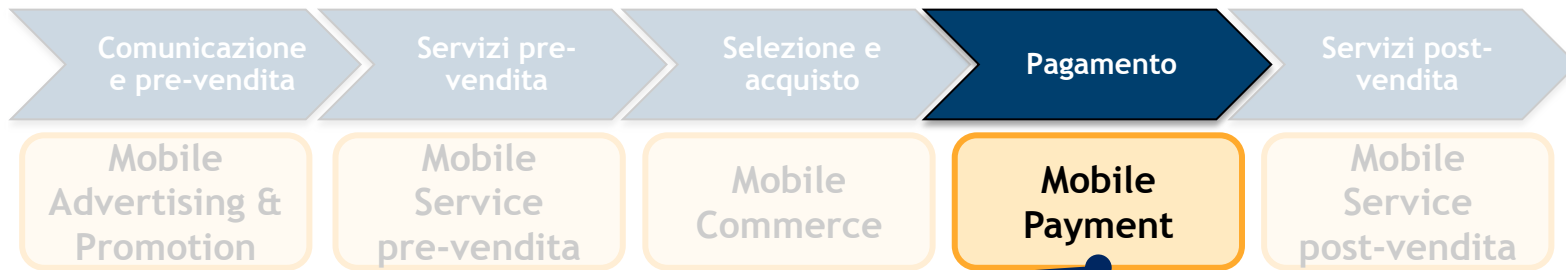 Comunicazione
e pre-vendita
Servizi pre-
vendita
Selezione e
acquisto
Pagamento
Servizi post-
vendita
Mobile
Advertising &
Promotion
Mobile
Service
pre-vendita
Mobile
Commerce
Mobile
Payment
Mobile
Service
post-vendita